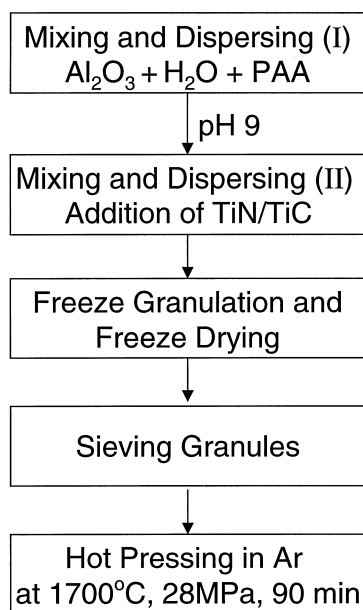 Mixing and Dispersing (I)
Al₂O₃ + H₂O + PAA
pH 9
Mixing and Dispersing (II)
Addition of TiN/TiC
Freeze Granulation and
Freeze Drying
Sieving Granules
Hot Pressing in Ar
at 1700°C, 28MPa, 90 min